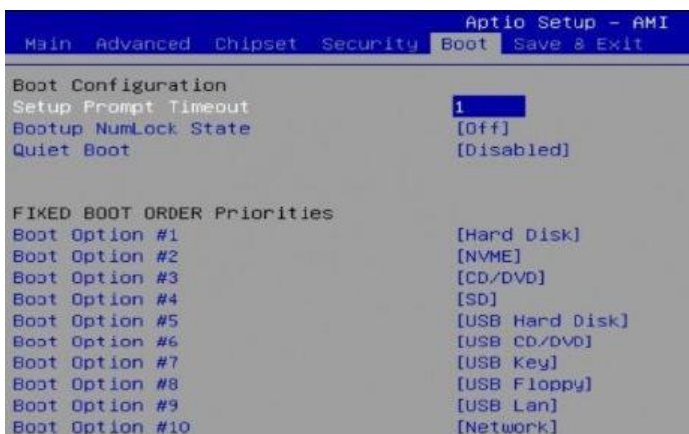 Aptio Setup – AMI
Main Advanced Chipset Security Boot Save & Exit
Boot Configuration
Setup Prompt Timeout 1
Bootup NumLock State [Off]
Quiet Boot [Disabled]
FIXED BOOT ORDER Priorities
Boot Option #1 [Hard Disk]
Boot Option #2 [NVME]
Boot Option #3 [CD/DVD]
Boot Option #4 [SD]
Boot Option #5 [USB Hard Disk]
Boot Option #6 [USB CD/DVD]
Boot Option #7 [USB Key]
Boot Option #8 [USB Floppy]
Boot Option #9 [USB Lan]
Boot Option #10 [Network]